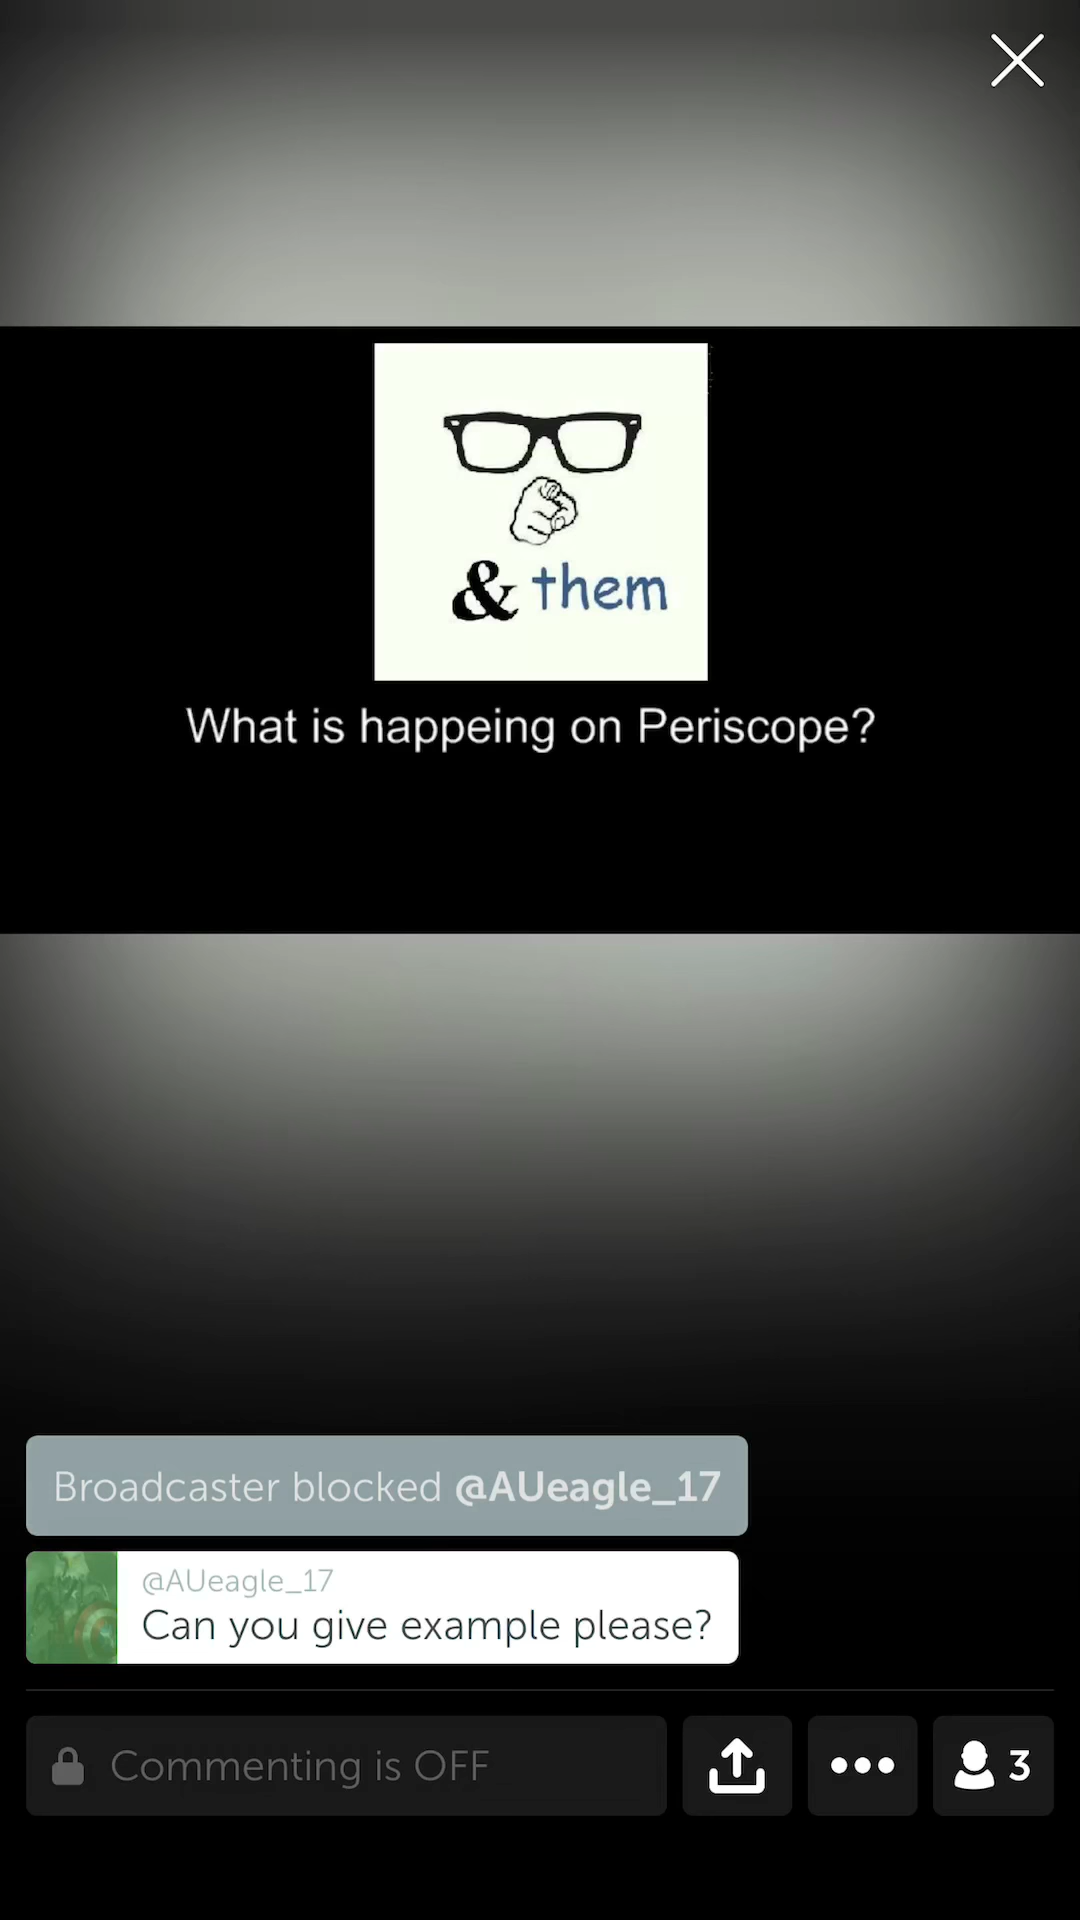 & them
What is happeing on Periscope?
Broadcaster blocked @AUeagle_17
@AUeagle_17
Can you give example please?
Commenting is OFF
3